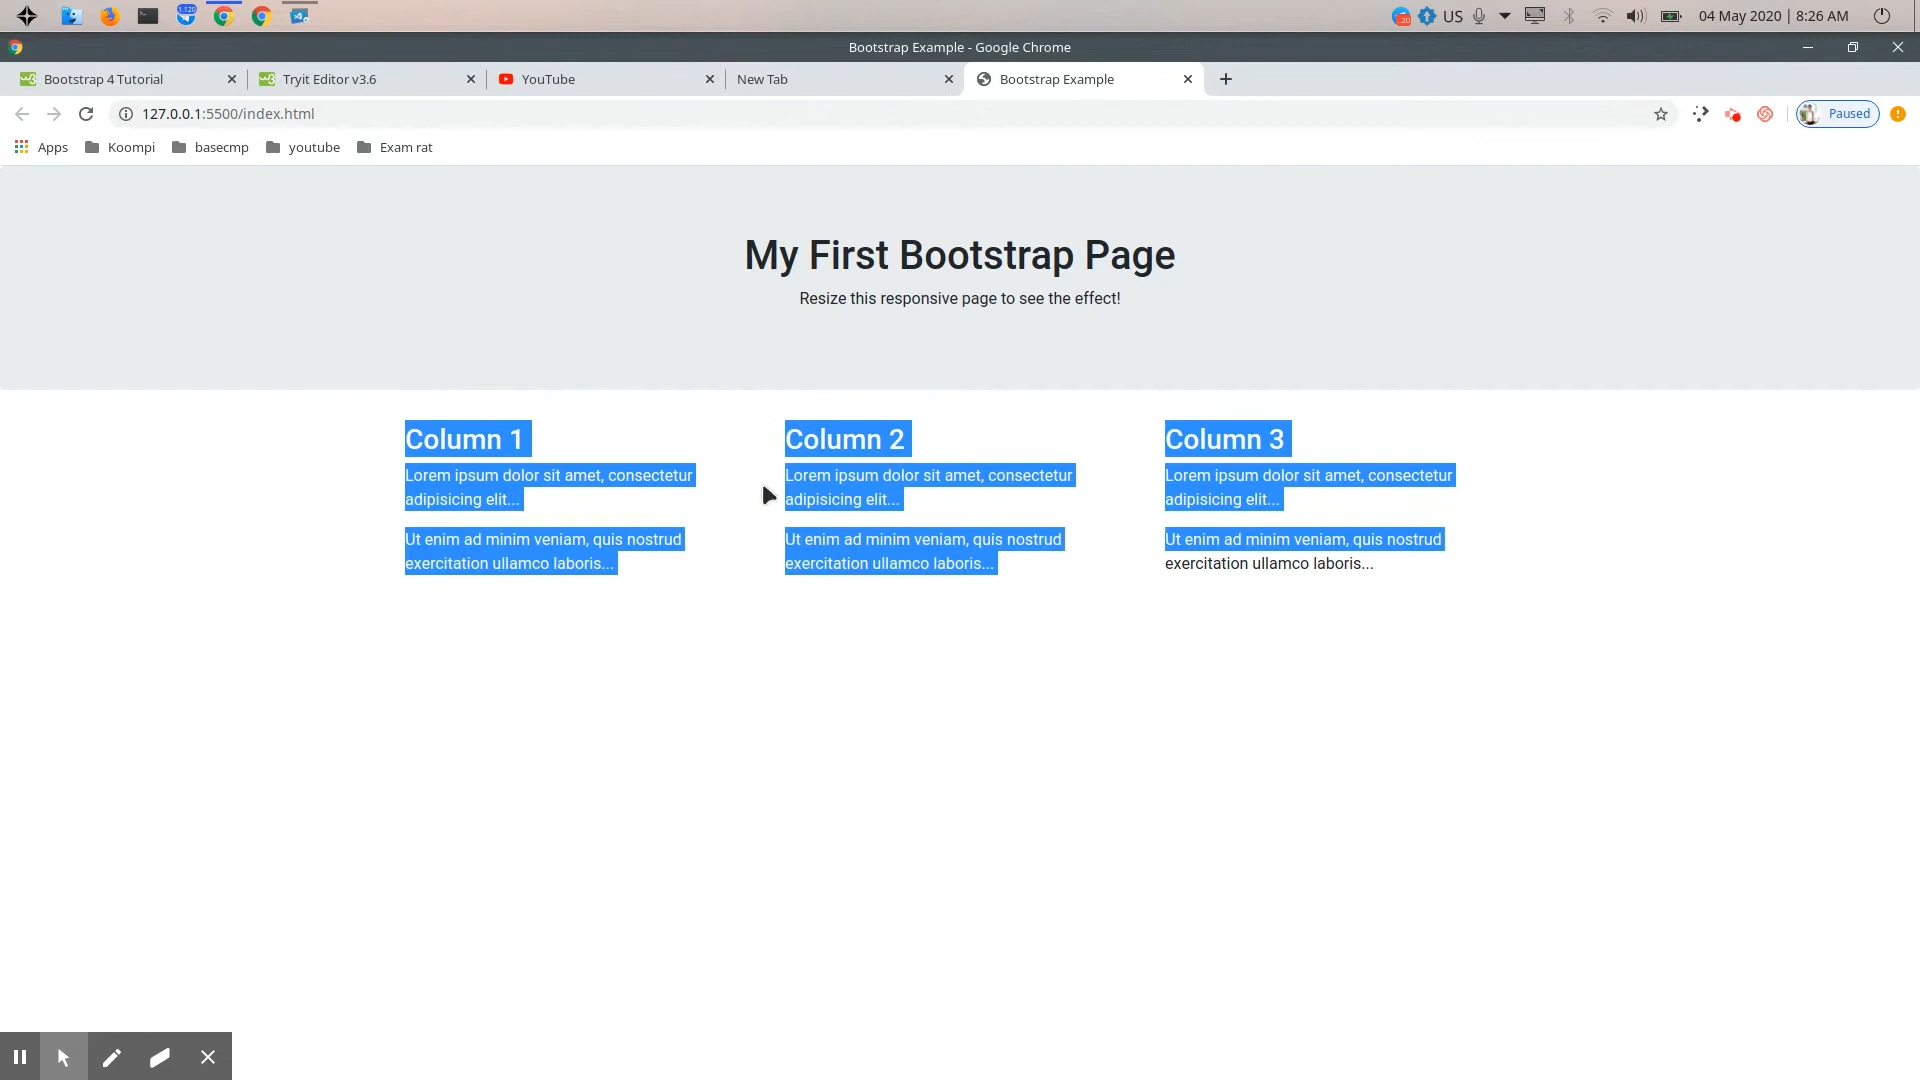 1.120
20
US
04 May 2020 | 8:26 AM
Bootstrap Example - Google Chrome
Bootstrap 4 Tutorial
Tryit Editor v3.6
YouTube
New Tab
Bootstrap Example
127.0.0.1:5500/index.html
Paused
Apps
Koompi
basecmp
youtube
Exam rat
My First Bootstrap Page
Resize this responsive page to see the effect!
Column 1
Lorem ipsum dolor sit amet, consectetur
adipisicing elit...
Ut enim ad minim veniam, quis nostrud
exercitation ullamco laboris...
Column 2
Lorem ipsum dolor sit amet, consectetur
adipisicing elit...
Ut enim ad minim veniam, quis nostrud
exercitation ullamco laboris...
Column 3
Lorem ipsum dolor sit amet, consectetur
adipisicing elit...
Ut enim ad minim veniam, quis nostrud
exercitation ullamco laboris...